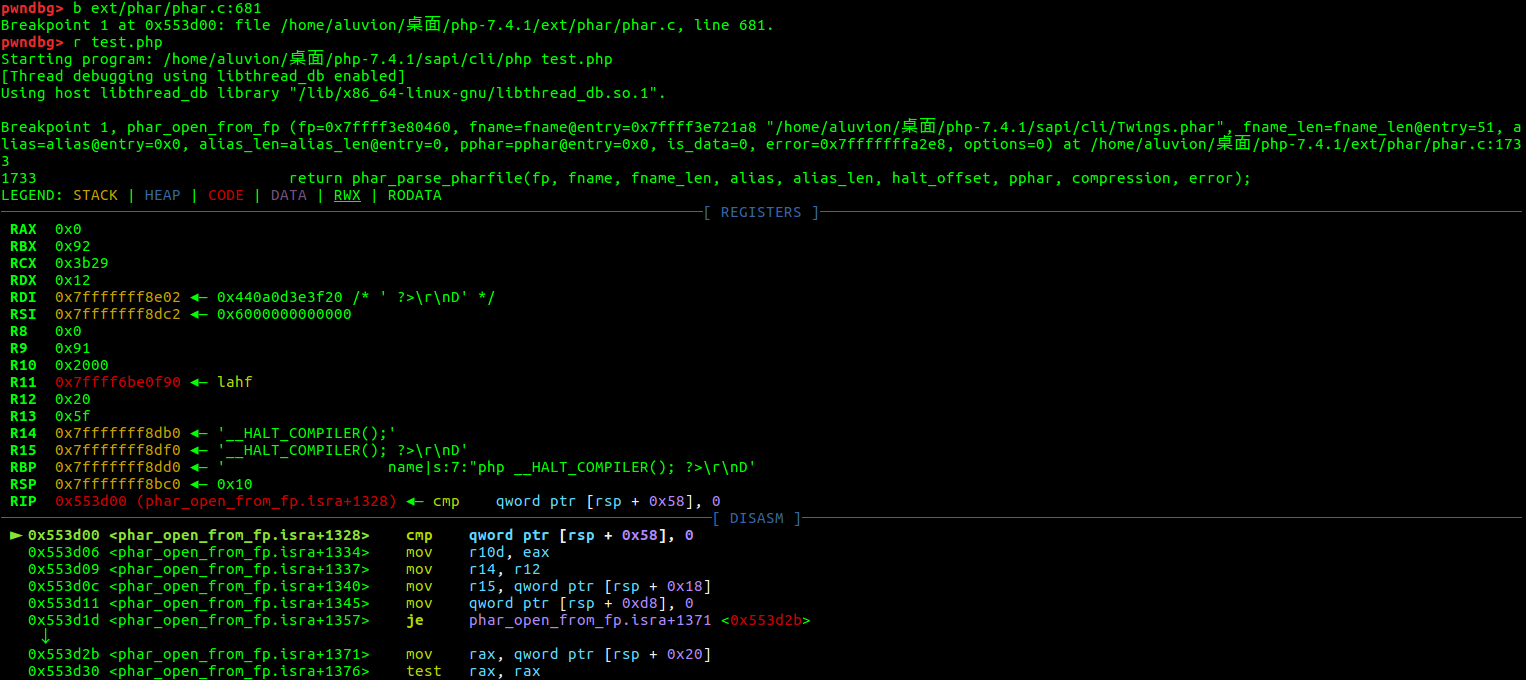 pwndbg> b ext/phar/phar.c:681
Breakpoint 1 at 0x553d00: file /home/aluvion/桌面/php-7.4.1/ext/phar/phar.c, line 681.
pwndbg> r test.php
Starting program: /home/aluvion/桌面/php-7.4.1/sapi/cli/php test.php
[Thread debugging using libthread_db enabled]
Using host libthread_db library "/lib/x86_64-linux-gnu/libthread_db.so.1".
Breakpoint 1, phar_open_from_fp (fp=0x7ffff3e80460, fname=fname@entry=0x7ffff3e721a8 "/home/aluvion/桌面/php-7.4.1/sapi/cli/Twings.phar", fname_len=fname_len@entry=51, a
lias=alias@entry=0x0, alias_len=alias_len@entry=0, pphar=pphar@entry=0x0, is_data=0, error=0x7fffffffa2e8, options=0) at /home/aluvion/桌面/php-7.4.1/ext/phar/phar.c:173
3
1733                return phar_parse_pharfile(fp, fname, fname_len, alias, alias_len, halt_offset, pphar, compression, error);
LEGEND: STACK | HEAP | CODE | DATA | RWX | RODATA
[ REGISTERS ]
RAX  0x0
RBX  0x92
RCX  0x3b29
RDX  0x12
RDI  0x7fffffff8e02 ◂— 0x440a0d3e3f20 /* ' ?>\r\nD' */
RSI  0x7fffffff8dc2 ◂— 0x6000000000000
R8   0x0
R9   0x91
R10  0x2000
R11  0x7ffff6be0f90 ◂— lahf
R12  0x20
R13  0x5f
R14  0x7fffffff8db0 ◂— '__HALT_COMPILER();'
R15  0x7fffffff8df0 ◂— '__HALT_COMPILER(); ?>\r\nD'
RBP  0x7fffffff8dd0 ◂— '                name|s:7:"php __HALT_COMPILER(); ?>\r\nD'
RSP  0x7fffffff8bc0 ◂— 0x10
RIP  0x553d00 (phar_open_from_fp.isra+1328) ◂— cmp    qword ptr [rsp + 0x58], 0
[ DISASM ]
► 0x553d00 <phar_open_from_fp.isra+1328>    cmp    qword ptr [rsp + 0x58], 0
0x553d06 <phar_open_from_fp.isra+1334>    mov    r10d, eax
0x553d09 <phar_open_from_fp.isra+1337>    mov    r14, r12
0x553d0c <phar_open_from_fp.isra+1340>    mov    r15, qword ptr [rsp + 0x18]
0x553d11 <phar_open_from_fp.isra+1345>    mov    qword ptr [rsp + 0xd8], 0
0x553d1d <phar_open_from_fp.isra+1357>    je     phar_open_from_fp.isra+1371 <0x553d2b>
↓
0x553d2b <phar_open_from_fp.isra+1371>    mov    rax, qword ptr [rsp + 0x20]
0x553d30 <phar_open_from_fp.isra+1376>    test   rax, rax